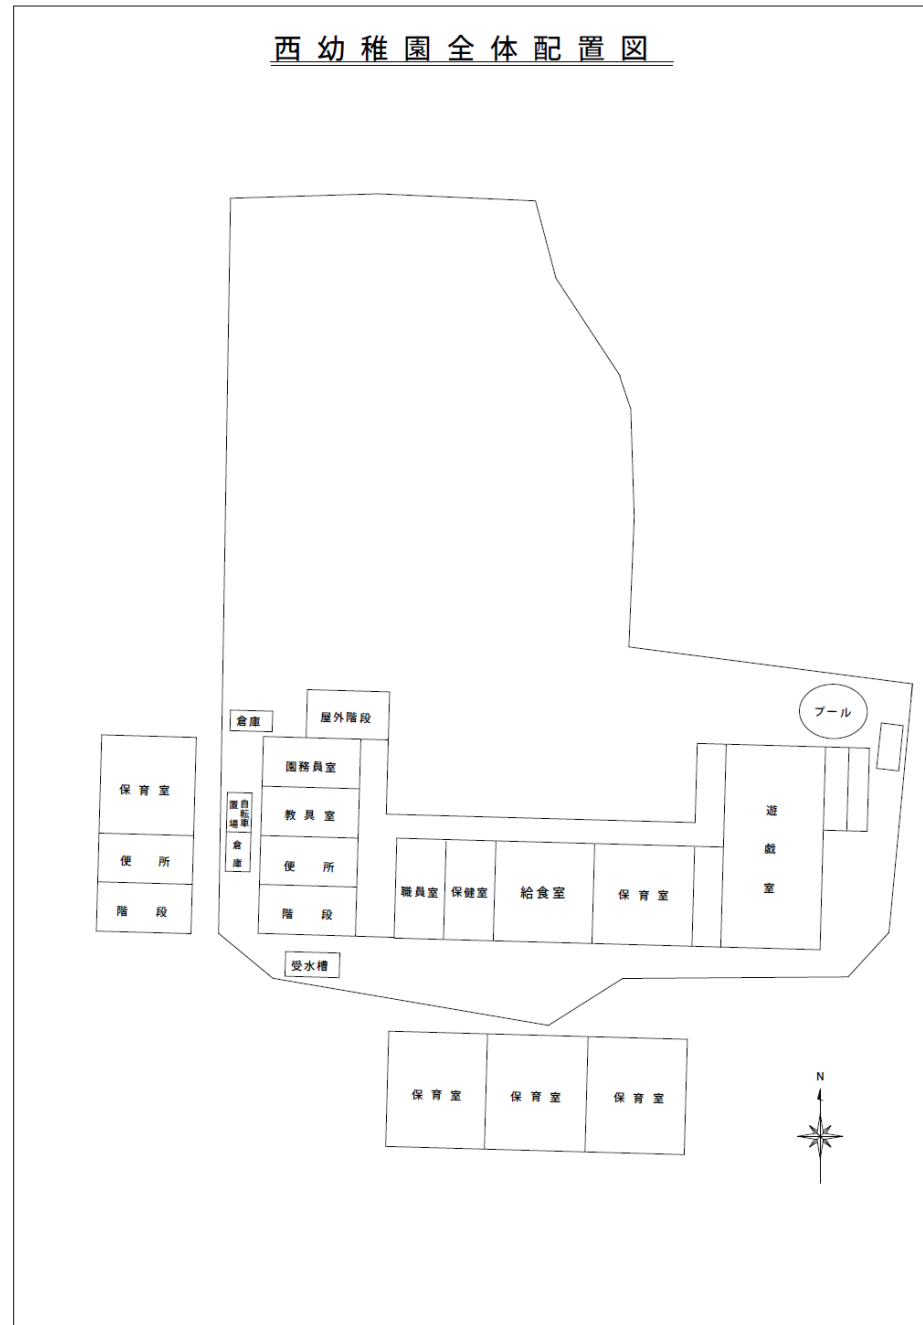 西幼稚園全体配置図
プール
倉庫
屋外階段
園務員室
保育室
自転車
置場
教具室
遊戯室
倉庫
便所
便所
職員室
保健室
給食室
保育室
階段
階段
受水槽
N
保育室
保育室
保育室